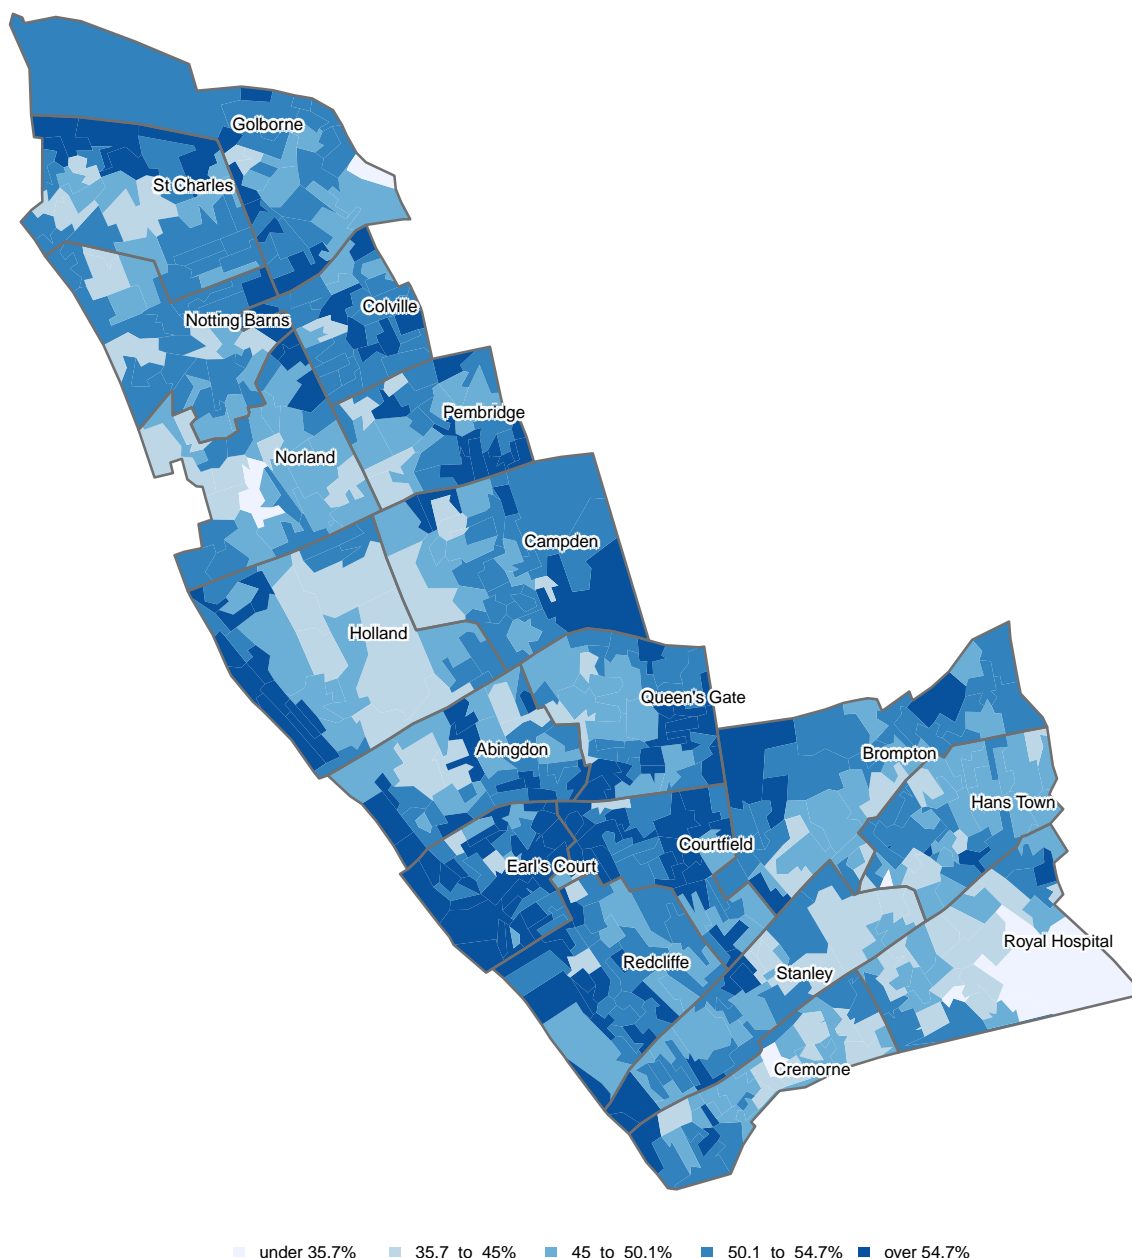 Golborne
St Charles
Colville
Notting Barns
Pembridge
Norland
Campden
Holland
Queen's Gate
Abingdon
Brompton
Hans Town
Courtfield
Earl's Court
Royal Hospital
Redcliffe
Stanley
Cremorne
under 35.7% 35.7 to 45% 45 to 50.1% 50.1 to 54.7% over 54.7%